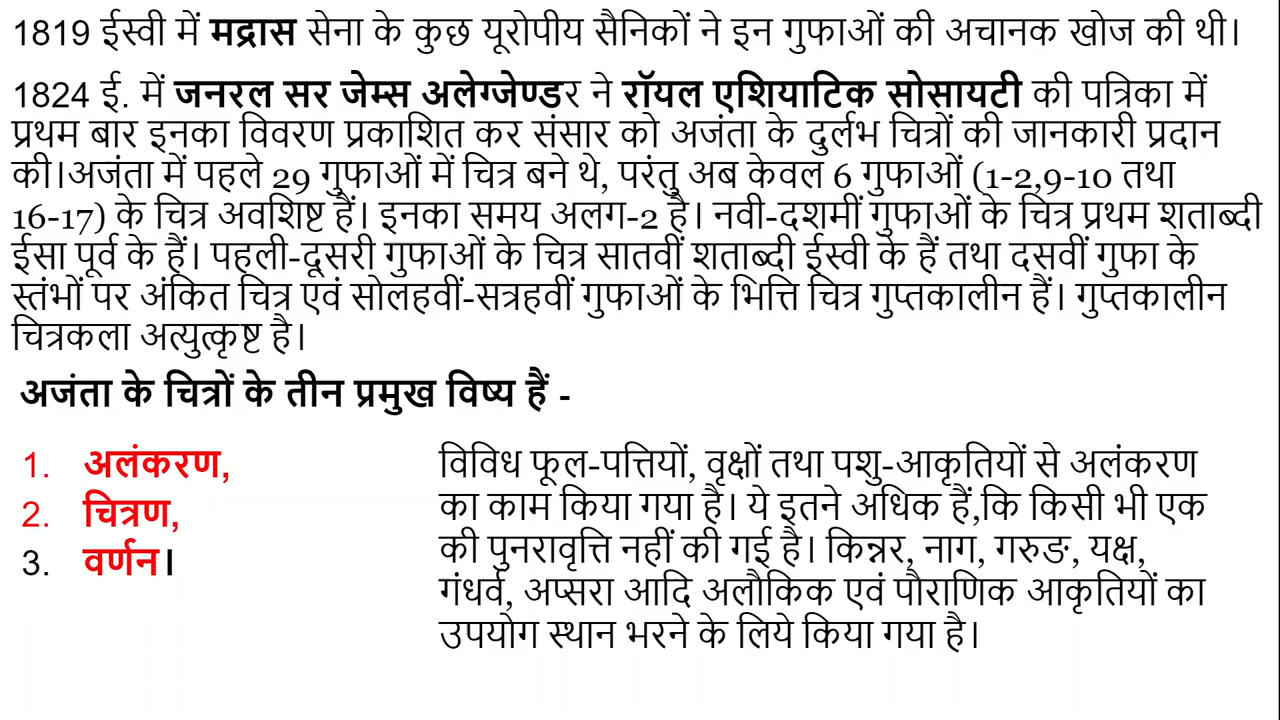 1819 ईस्वी में मद्रास सेना के कुछ यूरोपीय सैनिकों ने इन गुफाओं की अचानक खोज की थी।
1824 ई. में जनरल सर जेम्स अलेग्जेण्डर ने रॉयल एशियाटिक सोसायटी की पत्रिका में
प्रथम बार इनका विवरण प्रकाशित कर संसार को अजंता के दुर्लभ चित्रों की जानकारी प्रदान
की।अजंता में पहले 29 गुफाओं में चित्र बने थे, परंतु अब केवल 6 गुफाओं (1-2,9-10 तथा
16-17) के चित्र अवशिष्ट हैं। इनका समय अलग-2 है। नवी-दशमीं गुफाओं के चित्र प्रथम शताब्दी
ईसा पूर्व के हैं। पहली-दूसरी गुफाओं के चित्र सातवीं शताब्दी ईस्वी के हैं तथा दसवीं गुफा के
स्तंभों पर अंकित चित्र एवं सोलहवीं-सत्रहवीं गुफाओं के भित्ति चित्र गुप्तकालीन हैं। गुप्तकालीन
चित्रकला अत्युत्कृष्ट है।
अजंता के चित्रों के तीन प्रमुख विष्य हैं -
1. अलंकरण,
2. चित्रण,
3. वर्णन।
विविध फूल-पत्तियों, वृक्षों तथा पशु-आकृतियों से अलंकरण
का काम किया गया है। ये इतने अधिक हैं,कि किसी भी एक
की पुनरावृत्ति नहीं की गई है। किन्नर, नाग, गरुङ, यक्ष,
गंधर्व, अप्सरा आदि अलौकिक एवं पौराणिक आकृतियों का
उपयोग स्थान भरने के लिये किया गया है।